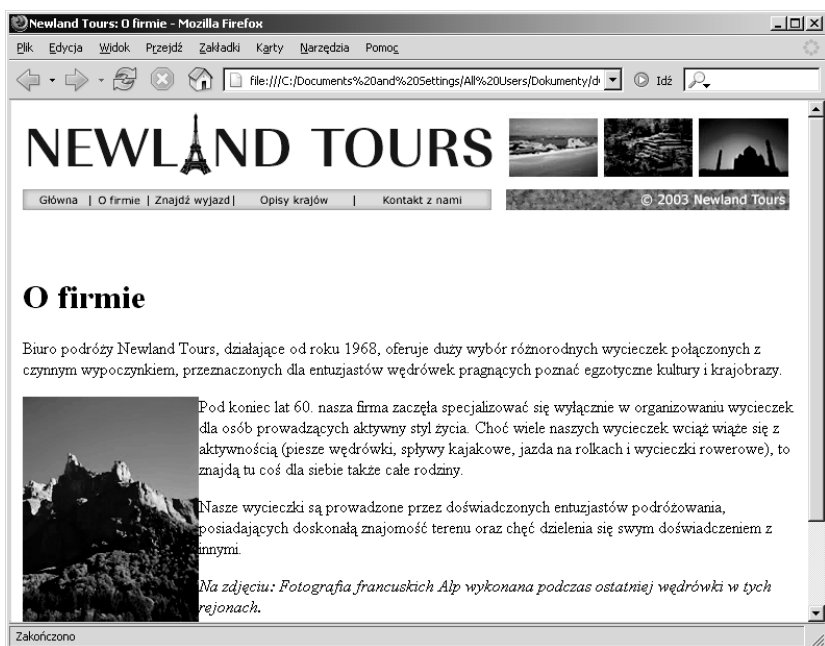 Newland Tours: O firmie - Mozilla Firefox
Plik Edycja Widok Przejdź Zakładki Karty Narzędzia Pomoc
file:///C:/Documents%20and%20Settings/All%20Users/Dokumenty/d Idź
NEWLAND TOURS
Główna | O firmie | Znajdź wyjazd | Opisy krajów | Kontakt z nami
© 2003 Newland Tours
O firmie
Biuro podróży Newland Tours, działające od roku 1968, oferuje duży wybór różnorodnych wycieczek połączonych z
czynnym wypoczynkiem, przeznaczonych dla entuzjastów wędrówek pragnących poznać egzotyczne kultury i krajobrazy.
Pod koniec lat 60. nasza firma zaczęła specjalizować się wyłącznie w organizowaniu wycieczek
dla osób prowadzących aktywny styl życia. Choć wiele naszych wycieczek wciąż wiąże się z
aktywnością (piesze wędrówki, spływy kajakowe, jazda na rolkach i wycieczki rowerowe), to
znajdą tu coś dla siebie także całe rodziny.
Nasze wycieczki są prowadzone przez doświadczonych entuzjastów podróżowania,
posiadających doskonałą znajomość terenu oraz chęć dzielenia się swym doświadczeniem z
innymi.
Na zdjęciu: Fotografia francuskich Alp wykonana podczas ostatniej wędrówki w tych
rejonach.
Zakończono